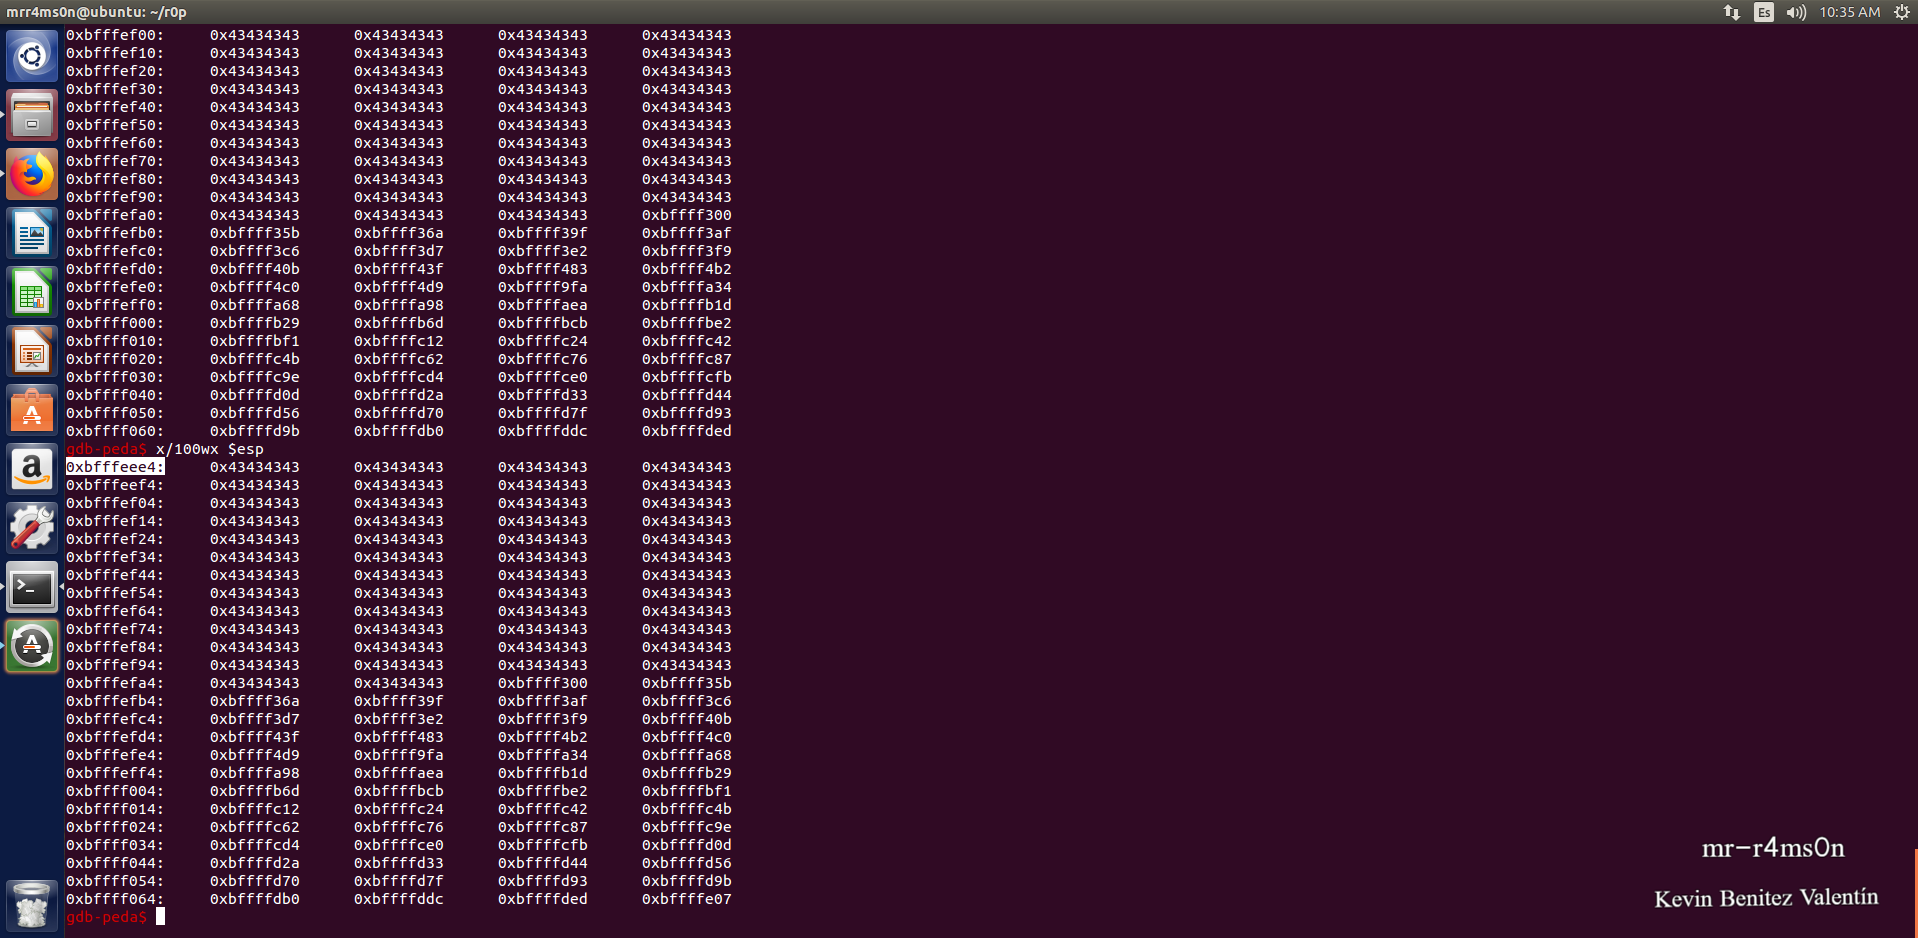 mrr4ms0n@ubuntu: ~/r0p Es 10:35 AM
0xbfffef00: 0x43434343 0x43434343 0x43434343 0x43434343
0xbfffef10: 0x43434343 0x43434343 0x43434343 0x43434343
0xbfffef20: 0x43434343 0x43434343 0x43434343 0x43434343
0xbfffef30: 0x43434343 0x43434343 0x43434343 0x43434343
0xbfffef40: 0x43434343 0x43434343 0x43434343 0x43434343
0xbfffef50: 0x43434343 0x43434343 0x43434343 0x43434343
0xbfffef60: 0x43434343 0x43434343 0x43434343 0x43434343
0xbfffef70: 0x43434343 0x43434343 0x43434343 0x43434343
0xbfffef80: 0x43434343 0x43434343 0x43434343 0x43434343
0xbfffef90: 0x43434343 0x43434343 0x43434343 0x43434343
0xbfffefa0: 0x43434343 0x43434343 0x43434343 0xbffff300
0xbfffefb0: 0xbffff35b 0xbffff36a 0xbffff39f 0xbffff3af
0xbfffefc0: 0xbffff3c6 0xbffff3d7 0xbffff3e2 0xbffff3f9
0xbfffefd0: 0xbffff40b 0xbffff43f 0xbffff483 0xbffff4b2
0xbfffefe0: 0xbffff4c0 0xbffff4d9 0xbffff9fa 0xbffffa34
0xbfffeff0: 0xbffffa68 0xbffffa98 0xbffffaea 0xbffffb1d
0xbffff000: 0xbffffb29 0xbffffb6d 0xbffffbcb 0xbffffbe2
0xbffff010: 0xbffffbf1 0xbffffc12 0xbffffc24 0xbffffc42
0xbffff020: 0xbffffc4b 0xbffffc62 0xbffffc76 0xbffffc87
0xbffff030: 0xbffffc9e 0xbffffcd4 0xbffffce0 0xbffffcfb
0xbffff040: 0xbffffd0d 0xbffffd2a 0xbffffd33 0xbffffd44
0xbffff050: 0xbffffd56 0xbffffd70 0xbffffd7f 0xbffffd93
0xbffff060: 0xbffffd9b 0xbffffdb0 0xbffffddc 0xbffffded
gdb-peda$ x/100wx $esp
0xbfffeee4: 0x43434343 0x43434343 0x43434343 0x43434343
0xbfffeef4: 0x43434343 0x43434343 0x43434343 0x43434343
0xbfffef04: 0x43434343 0x43434343 0x43434343 0x43434343
0xbfffef14: 0x43434343 0x43434343 0x43434343 0x43434343
0xbfffef24: 0x43434343 0x43434343 0x43434343 0x43434343
0xbfffef34: 0x43434343 0x43434343 0x43434343 0x43434343
0xbfffef44: 0x43434343 0x43434343 0x43434343 0x43434343
0xbfffef54: 0x43434343 0x43434343 0x43434343 0x43434343
0xbfffef64: 0x43434343 0x43434343 0x43434343 0x43434343
0xbfffef74: 0x43434343 0x43434343 0x43434343 0x43434343
0xbfffef84: 0x43434343 0x43434343 0x43434343 0x43434343
0xbfffef94: 0x43434343 0x43434343 0x43434343 0x43434343
0xbfffefa4: 0x43434343 0x43434343 0xbffff300 0xbffff35b
0xbfffefb4: 0xbffff36a 0xbffff39f 0xbffff3af 0xbffff3c6
0xbfffefc4: 0xbffff3d7 0xbffff3e2 0xbffff3f9 0xbffff40b
0xbfffefd4: 0xbffff43f 0xbffff483 0xbffff4b2 0xbffff4c0
0xbfffefe4: 0xbffff4d9 0xbffff9fa 0xbffffa34 0xbffffa68
0xbfffeff4: 0xbffffa98 0xbffffaea 0xbffffb1d 0xbffffb29
0xbffff004: 0xbffffb6d 0xbffffbcb 0xbffffbe2 0xbffffbf1
0xbffff014: 0xbffffc12 0xbffffc24 0xbffffc42 0xbffffc4b
0xbffff024: 0xbffffc62 0xbffffc76 0xbffffc87 0xbffffc9e
0xbffff034: 0xbffffcd4 0xbffffce0 0xbffffcfb 0xbffffd0d
0xbffff044: 0xbffffd2a 0xbffffd33 0xbffffd44 0xbffffd56
0xbffff054: 0xbffffd70 0xbffffd7f 0xbffffd93 0xbffffd9b
0xbffff064: 0xbffffdb0 0xbffffddc 0xbffffded 0xbffffe07
gdb-peda$
mr-r4ms0n
Kevin Benitez Valentín